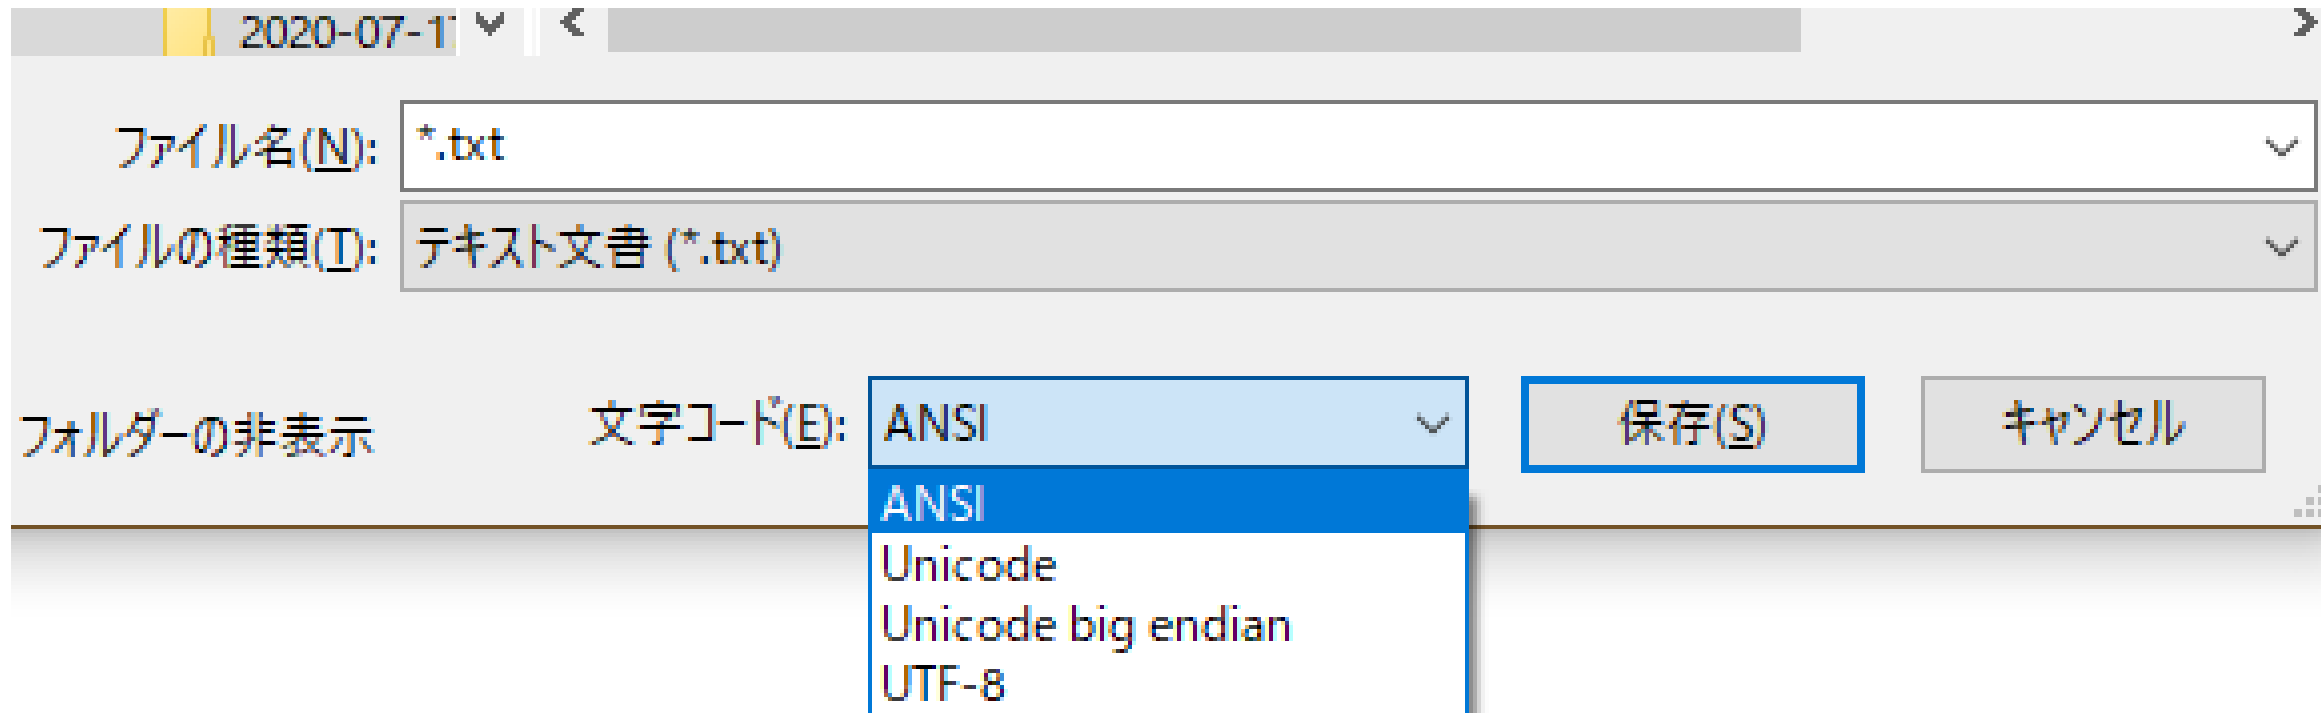 2020-07-17
ファイル名(N): *.txt
ファイルの種類(T): テキスト文書 (*.txt)
フォルダーの非表示 文字コード(E): ANSI 保存(S) キャンセル
ANSI
Unicode
Unicode big endian
UTF-8